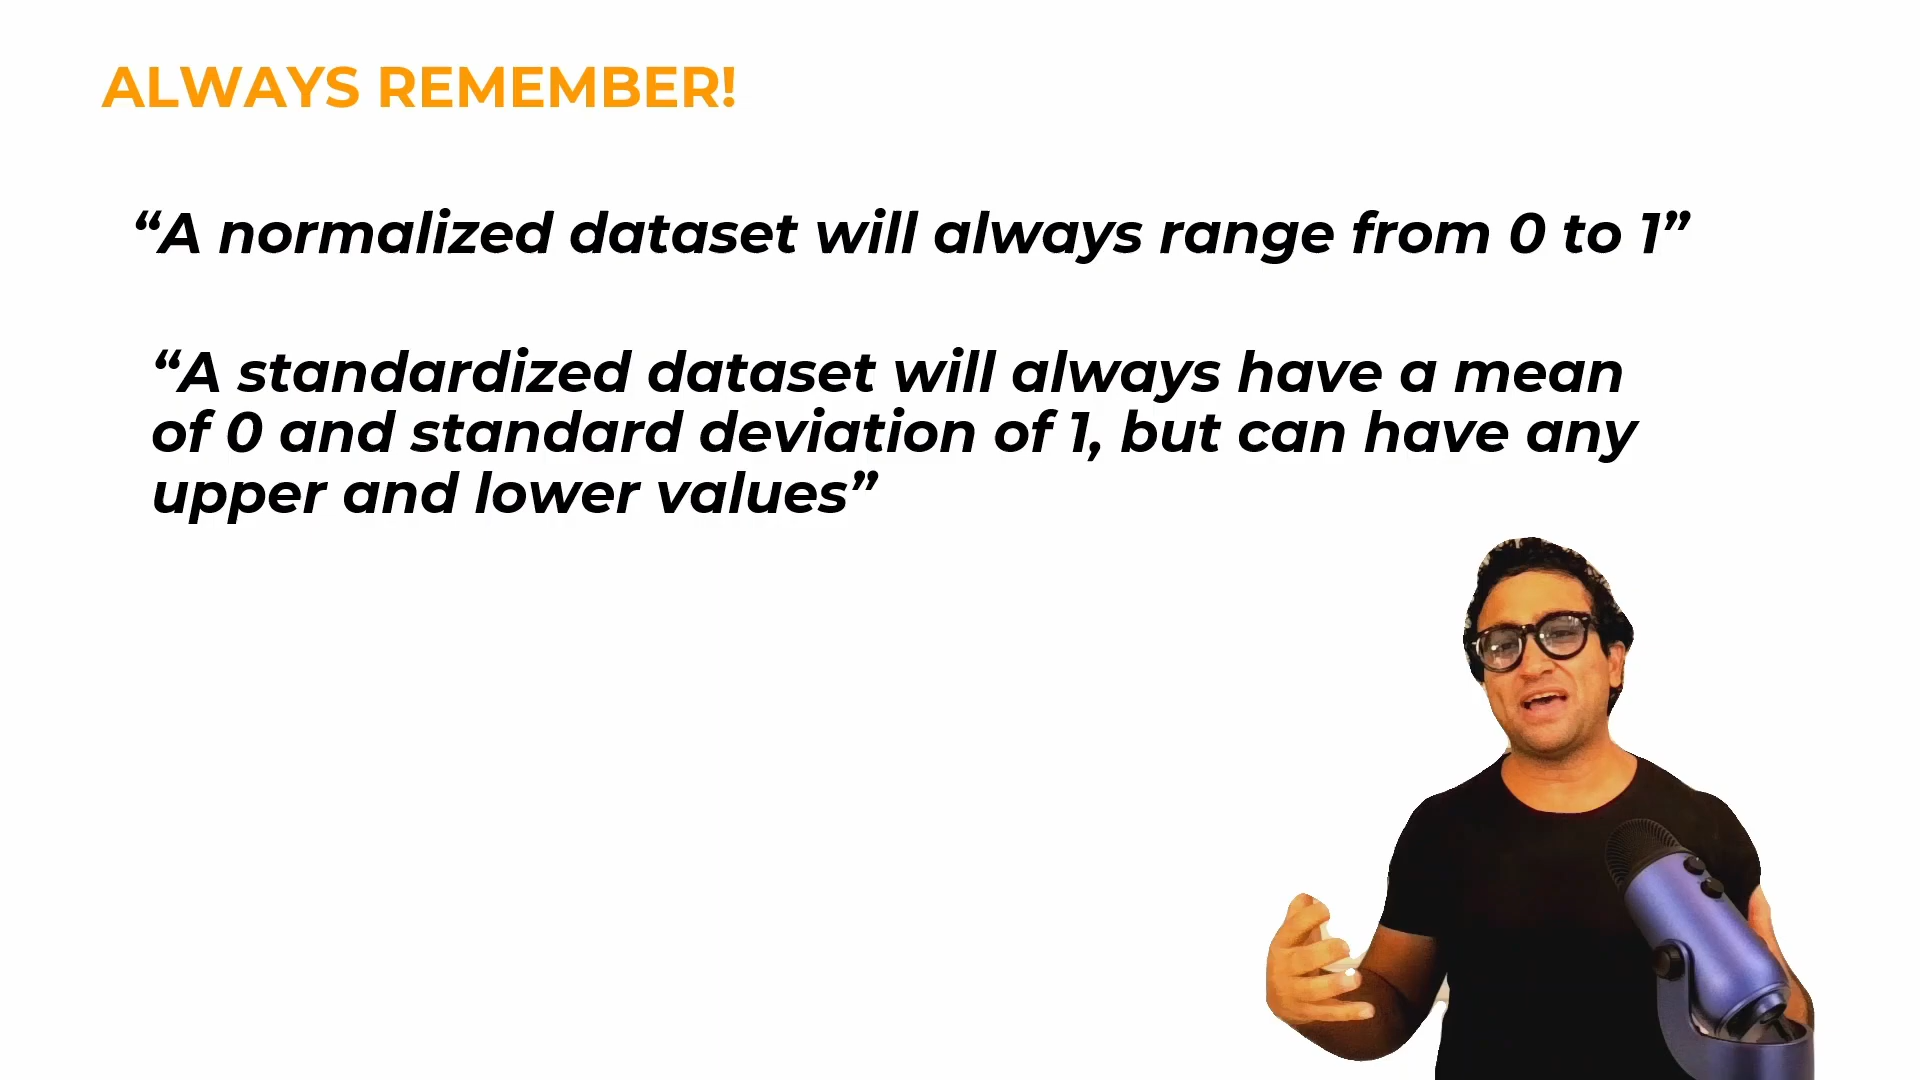 ALWAYS REMEMBER!
“A normalized dataset will always range from 0 to 1”
“A standardized dataset will always have a mean
of 0 and standard deviation of 1, but can have any
upper and lower values”